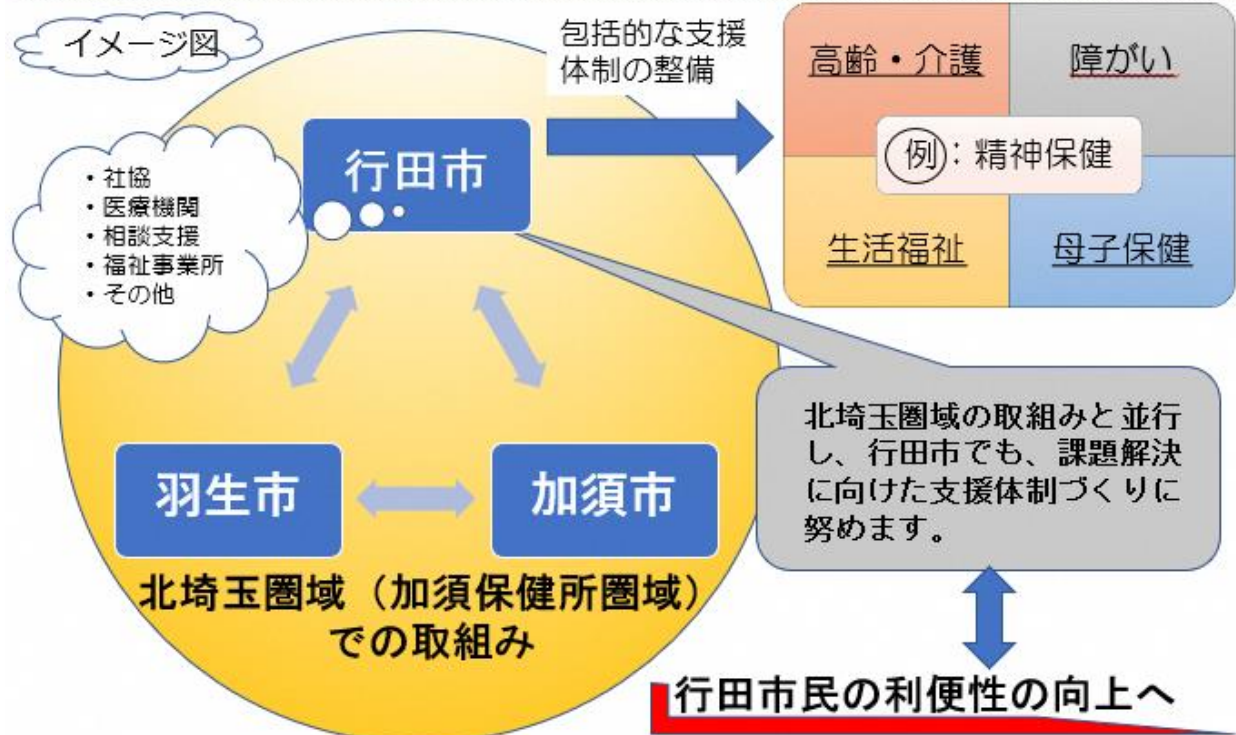 イメージ図
包括的な支援
体制の整備
高齢・介護
障がい
例：精神保健
生活福祉
母子保健
行田市
・社協
・医療機関
・相談支援
・福祉事業所
・その他
羽生市
加須市
北埼玉圏域（加須保健所圏域）
での取組み
北埼玉圏域の取組みと並行
し、行田市でも、課題解決
に向けた支援体制づくりに
努めます。
行田市民の利便性の向上へ